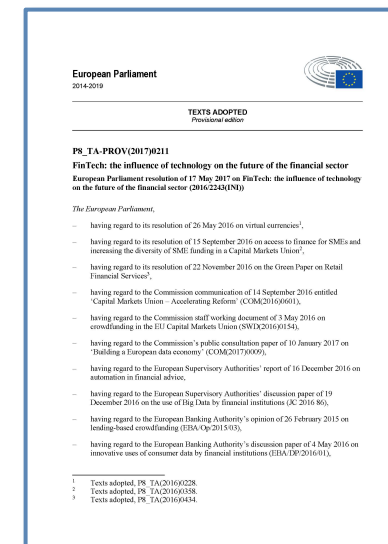 European Parliament
2014-2019
TEXTS ADOPTED
Provisional edition
P8_TA-PROV(2017)0211
FinTech: the influence of technology on the future of the financial sector
European Parliament resolution of 17 May 2017 on FinTech: the influence of technology
on the future of the financial sector (2016/2243(INI))
The European Parliament,
– having regard to its resolution of 26 May 2016 on virtual currencies1,
– having regard to its resolution of 15 September 2016 on access to finance for SMEs and
increasing the diversity of SME funding in a Capital Markets Union2,
– having regard to its resolution of 22 November 2016 on the Green Paper on Retail
Financial Services3,
– having regard to the Commission communication of 14 September 2016 entitled
‘Capital Markets Union – Accelerating Reform’ (COM(2016)0601),
– having regard to the Commission staff working document of 3 May 2016 on
crowdfunding in the EU Capital Markets Union (SWD(2016)0154),
– having regard to the Commission’s public consultation paper of 10 January 2017 on
‘Building a European data economy’ (COM(2017)0009),
– having regard to the European Supervisory Authorities’ report of 16 December 2016 on
automation in financial advice,
– having regard to the European Supervisory Authorities’ discussion paper of 19
December 2016 on the use of Big Data by financial institutions (JC 2016 86),
– having regard to the European Banking Authority’s opinion of 26 February 2015 on
lending-based crowdfunding (EBA/Op/2015/03),
– having regard to the European Banking Authority’s discussion paper of 4 May 2016 on
innovative uses of consumer data by financial institutions (EBA/DP/2016/01),
1 Texts adopted, P8_TA(2016)0228.
2 Texts adopted, P8_TA(2016)0358.
3 Texts adopted, P8_TA(2016)0434.